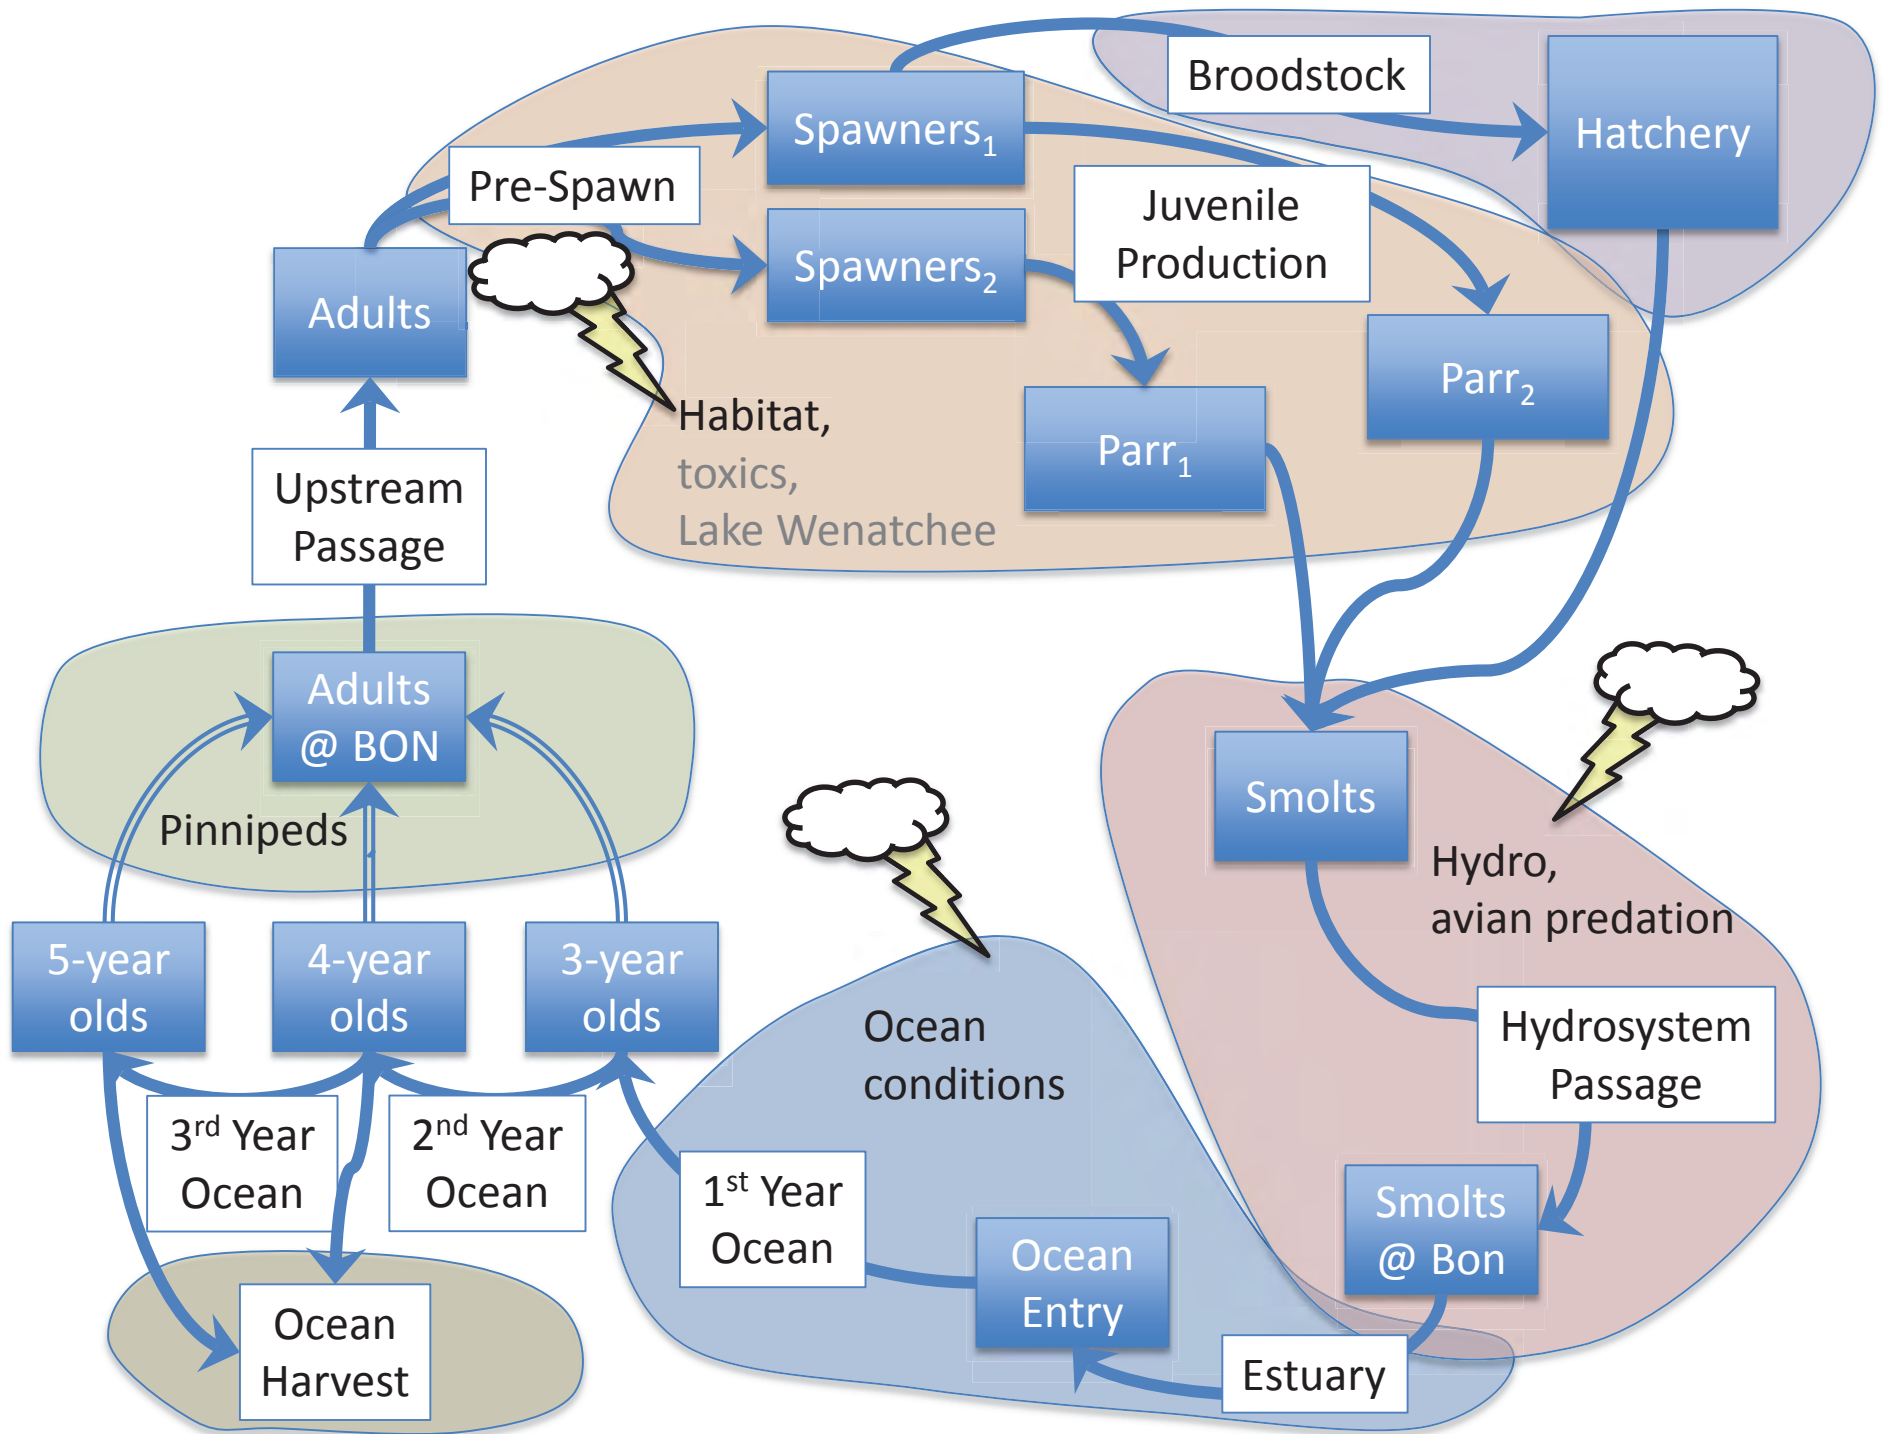 Broodstock
Hatchery
Spawners₁
Pre-Spawn
Juvenile
Production
Spawners₂
Adults
Parr₂
Habitat,
toxics,
Lake Wenatchee
Parr₁
Upstream
Passage
Adults
@ BON
Pinnipeds
Smolts
Hydro,
avian predation
5-year
olds
4-year
olds
3-year
olds
Ocean
conditions
Hydrosystem
Passage
3rd Year
Ocean
2nd Year
Ocean
1st Year
Ocean
Smolts
@ Bon
Ocean
Entry
Ocean
Harvest
Estuary